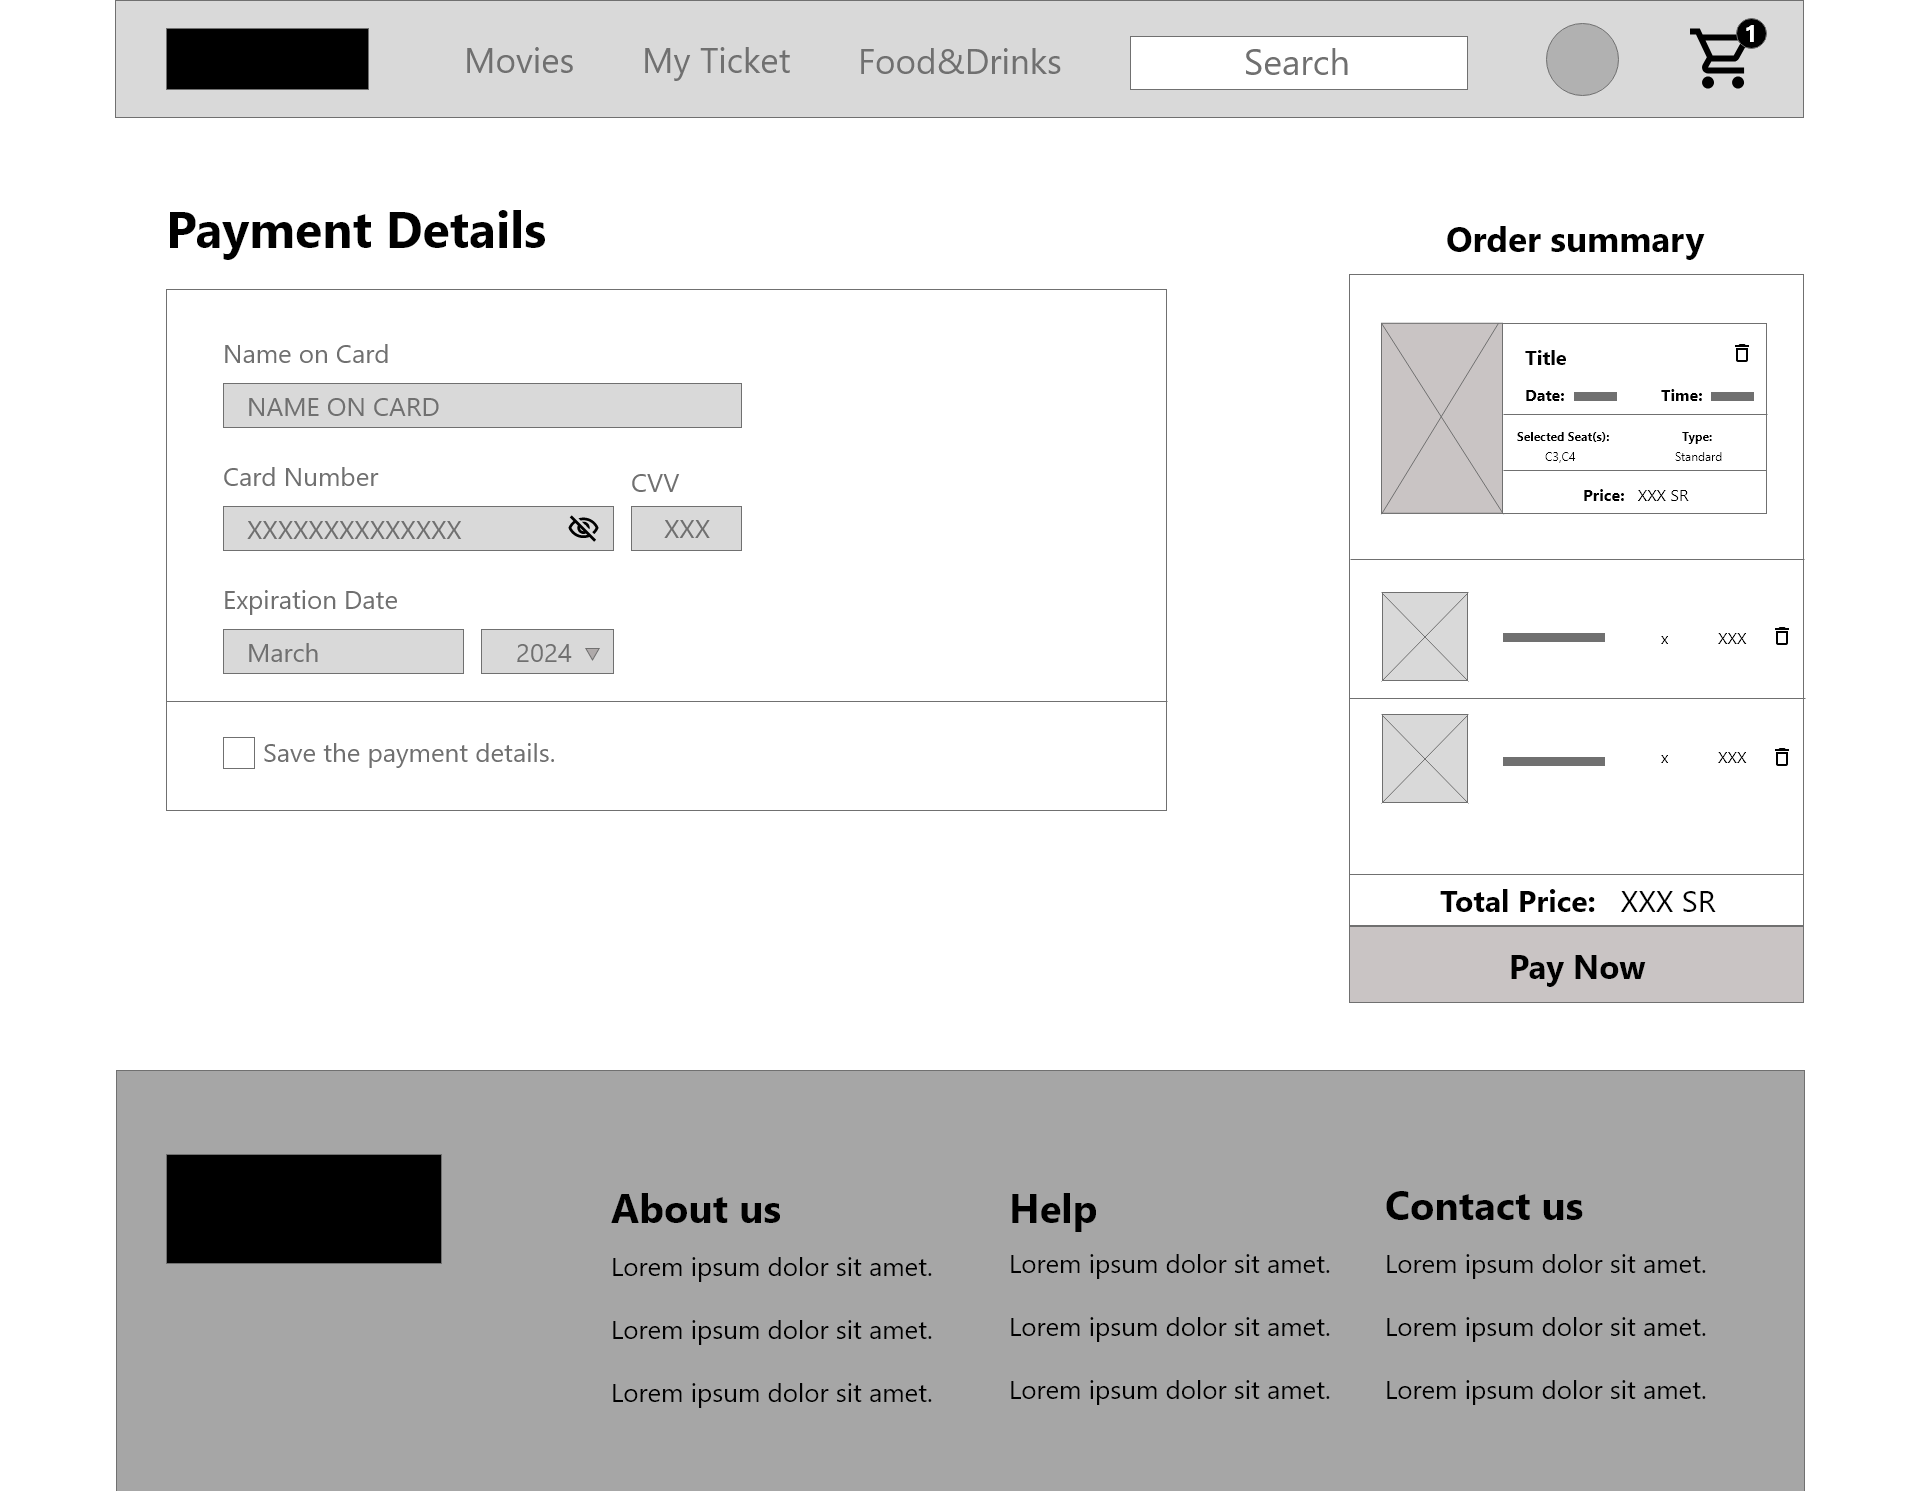 Movies
My Ticket
Food&Drinks
Search
1
Payment Details
Name on Card
NAME ON CARD
Card Number
CVV
XXXXXXXXXXXXXX
XXX
Expiration Date
March
2024
Save the payment details.
Order summary
Title
Date:
Time:
Selected Seat(s):
Type:
C3,C4
Standard
Price: XXX SR
x XXX
x XXX
Total Price: XXX SR
Pay Now
About us
Lorem ipsum dolor sit amet.
Lorem ipsum dolor sit amet.
Lorem ipsum dolor sit amet.
Help
Lorem ipsum dolor sit amet.
Lorem ipsum dolor sit amet.
Lorem ipsum dolor sit amet.
Contact us
Lorem ipsum dolor sit amet.
Lorem ipsum dolor sit amet.
Lorem ipsum dolor sit amet.